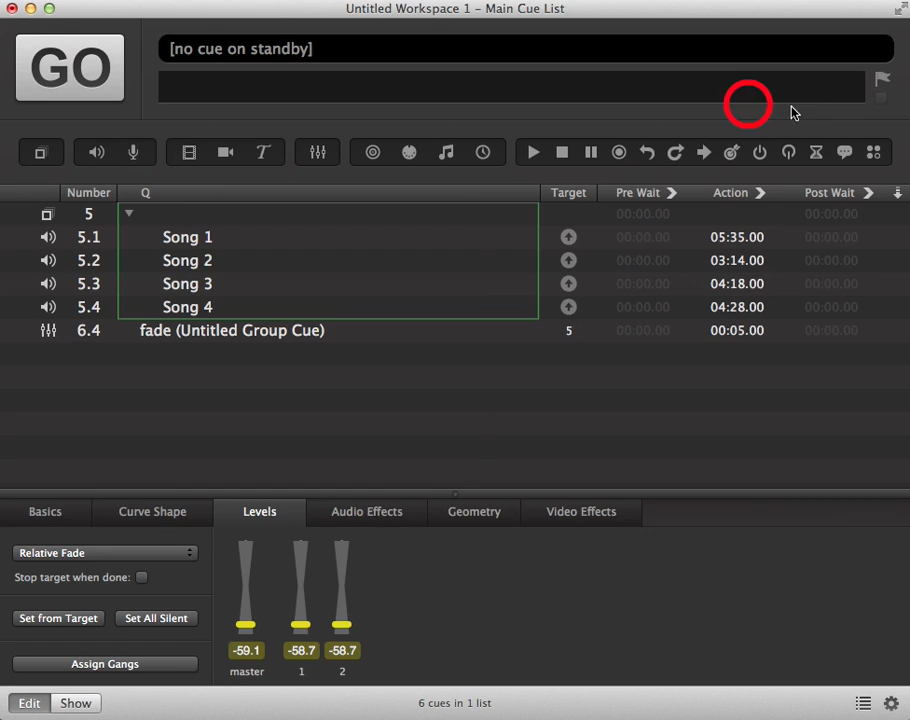 Untitled Workspace 1 – Main Cue List
GO
[no cue on standby]
T
Number Q Target Pre Wait Action Post Wait
5 00:00.00 00:00.00
5.1 Song 1 00:00.00 05:35.00 00:00.00
5.2 Song 2 00:00.00 03:14.00 00:00.00
5.3 Song 3 00:00.00 04:18.00 00:00.00
5.4 Song 4 00:00.00 04:28.00 00:00.00
6.4 fade (Untitled Group Cue) 5 00:00.00 00:05.00 00:00.00
Basics Curve Shape Levels Audio Effects Geometry Video Effects
Relative Fade
Stop target when done:
Set from Target Set All Silent
Assign Gangs
-59.1 -58.7 -58.7
master 1 2
Edit Show 6 cues in 1 list